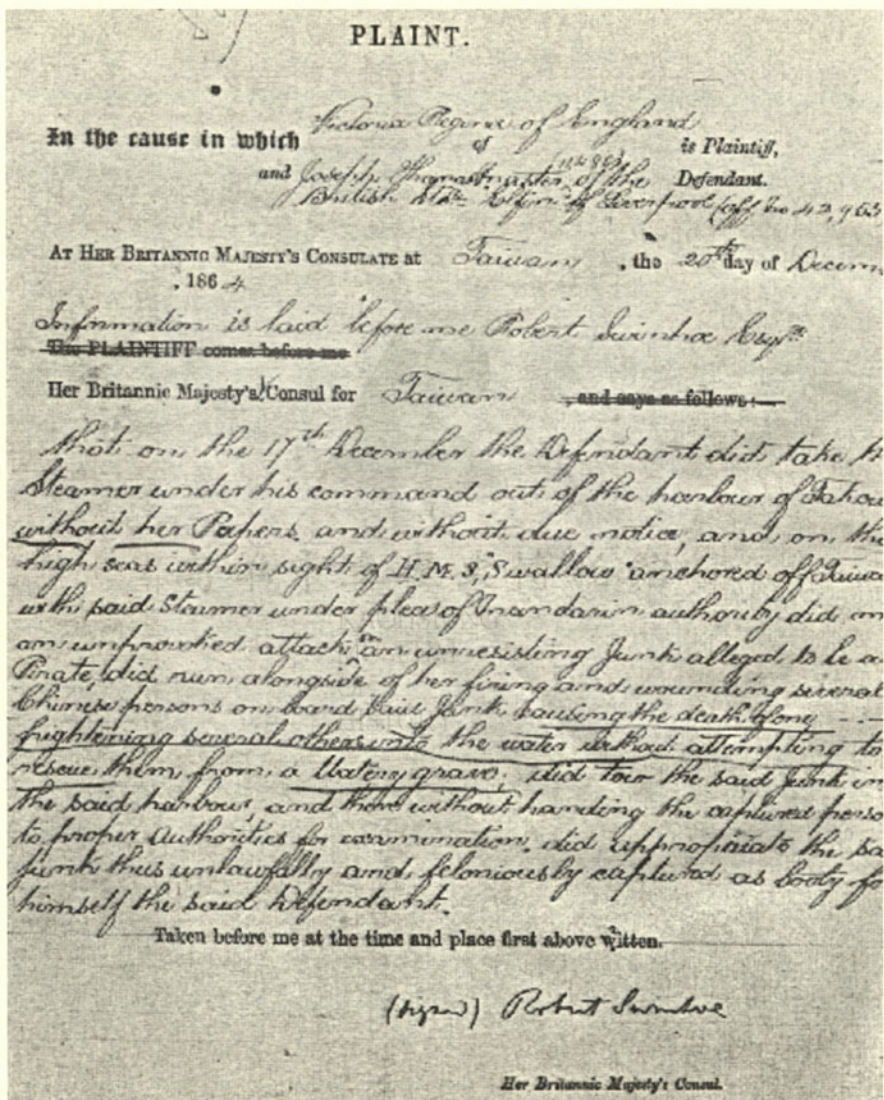 PLAINT.
Victoria Regina of England
In the cause in which of is Plaintiff,
and Joseph Thomas master of the Defendant.
British Str. Elfin of Liverpool (off. No 42,963
AT HER BRITANNIC MAJESTY'S CONSULATE at Taiwan, the 20th day of Decem
, 1864
Information is laid before me Robert Swinhoe Esqre
The PLAINTIFF comes before me
Her Britannic Majesty's Consul for Taiwan, and says as follows:—
that on the 17th December the Defendant did take th
Steamer under his command out of the harbour of Takow
without her Papers, and without due notice, and on the
high seas within sight of H.M.S. "Swallow" anchored off Taiwa
with said Steamer under plea of Mandarin authority did m
an unprovoked attack on an unresisting Junk alleged to be a
Pirate, did run alongside of her firing and wounding several
Chinese persons on board said Junk causing the death of one
frightening several others into the water without attempting to
rescue them from a Watery grave; did tow the said Junk in
the said harbour, and there without handing the captured perso
to proper authorities for examination, did appropriate the sa
junk thus unlawfully and feloniously captured as booty fo
himself the said Defendant.
Taken before me at the time and place first above witten.
(signed) Robert Swinhoe
Her Britannic Majesty's Consul.